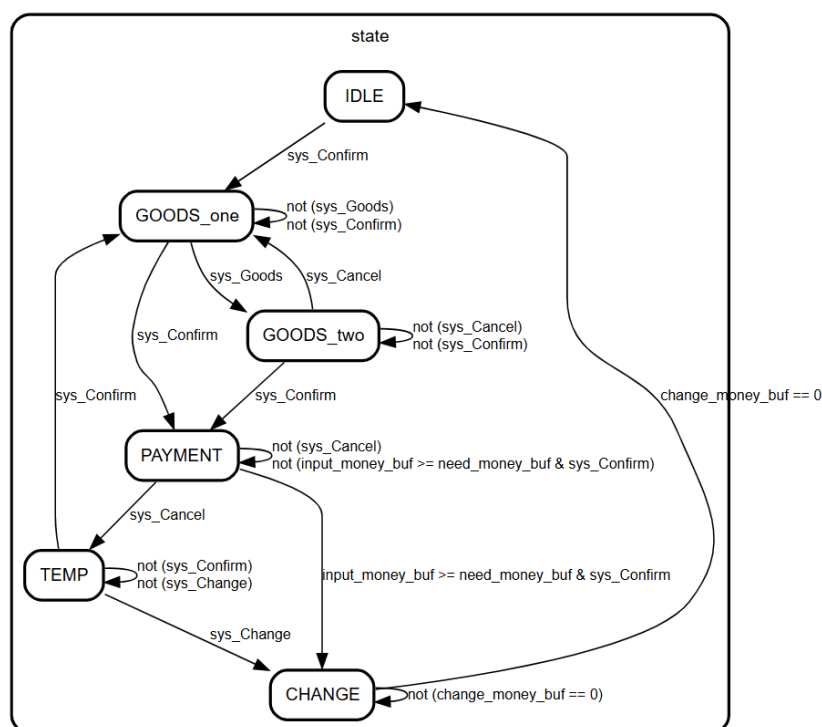 state
IDLE
sys_Confirm
GOODS_one
not (sys_Goods)
not (sys_Confirm)
sys_Goods
sys_Cancel
sys_Confirm
GOODS_two
not (sys_Cancel)
not (sys_Confirm)
sys_Confirm
sys_Confirm
change_money_buf == 0
PAYMENT
not (sys_Cancel)
not (input_money_buf >= need_money_buf & sys_Confirm)
sys_Cancel
TEMP
not (sys_Confirm)
not (sys_Change)
input_money_buf >= need_money_buf & sys_Confirm
sys_Change
CHANGE
not (change_money_buf == 0)